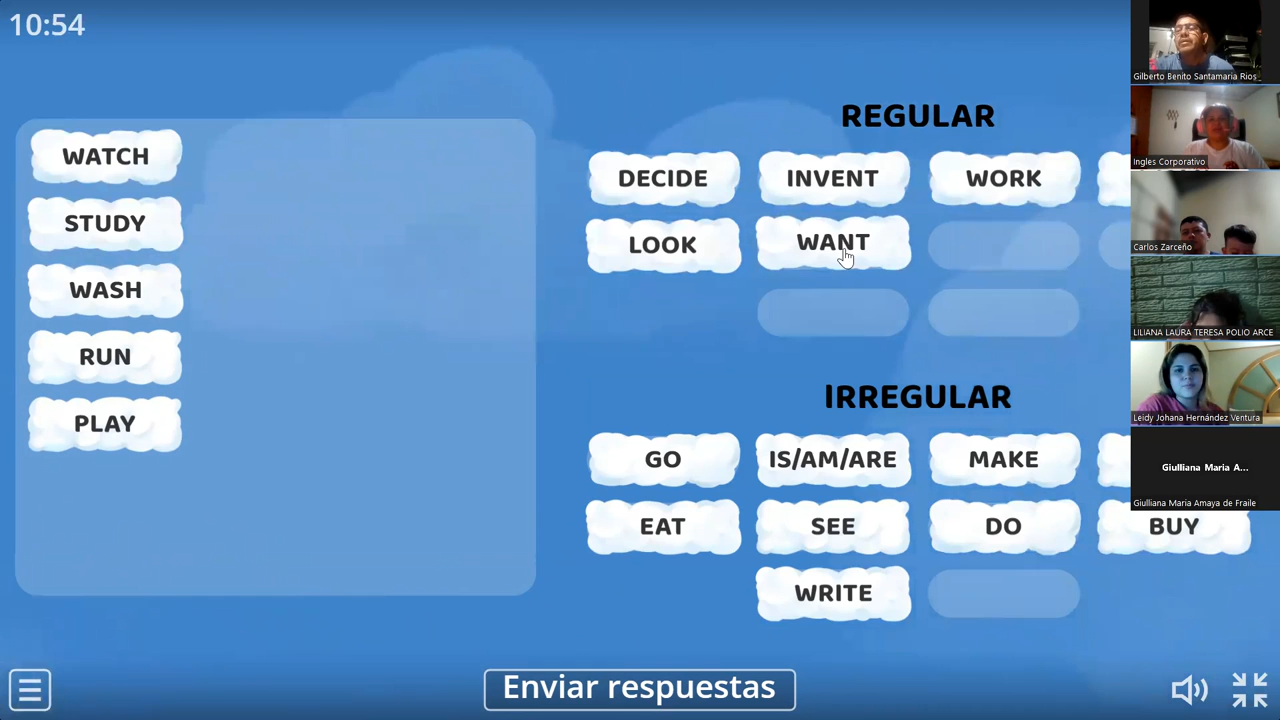 10:54
WATCH
STUDY
WASH
RUN
PLAY
REGULAR
DECIDE INVENT WORK
LOOK WANT
IRREGULAR
GO IS/AM/ARE MAKE
EAT SEE DO BUY
WRITE
Enviar respuestas
Gilberto Benito Santamaria Rios
Ingles Corporativo
Carlos Zarceño
LILIANA LAURA TERESA POLIO ARCE
Leidy Johana Hernández Ventura
Giulliana Maria A...
Giulliana Maria Amaya de Fraile